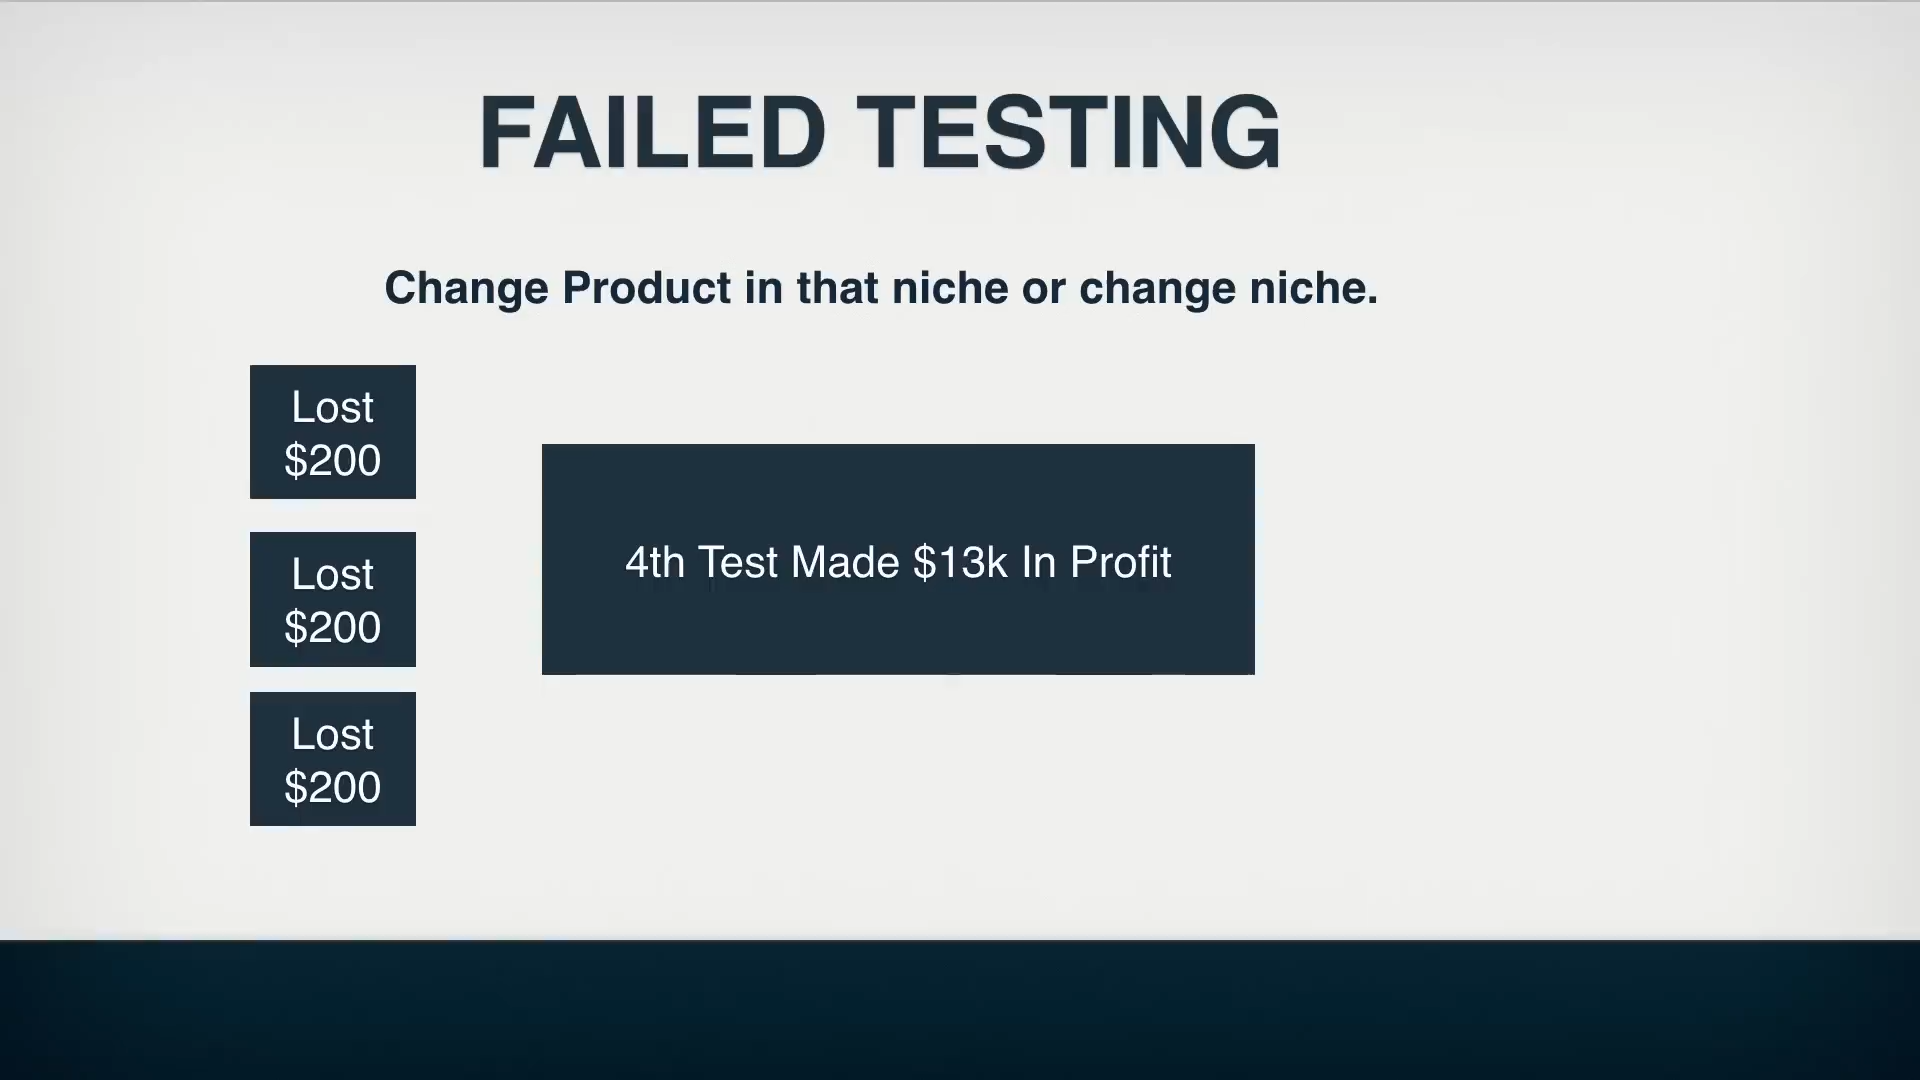 FAILED TESTING
Change Product in that niche or change niche.
Lost
$200
Lost
$200
Lost
$200
4th Test Made $13k In Profit